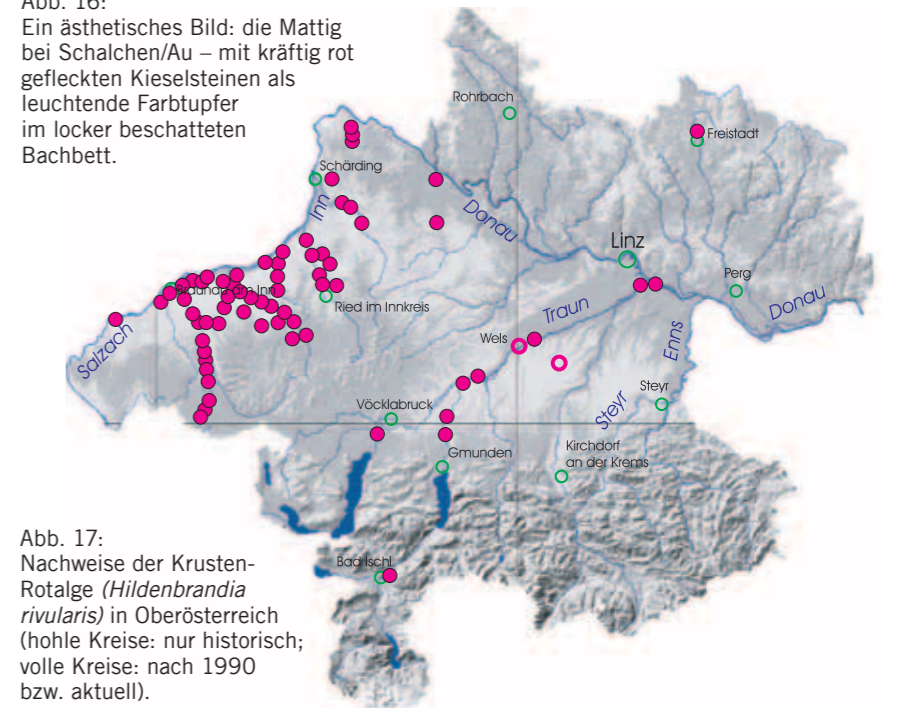 Abb. 16:
Ein ästhetisches Bild: die Mattig
bei Schalchen/Au – mit kräftig rot
gefleckten Kieselsteinen als
leuchtende Farbtupfer
im locker beschatteten
Bachbett.
Rohrbach
Freistadt
Schärding
Inn
Donau
Linz
Perg
Braunau am Inn
Ried im Innkreis
Traun
Donau
Salzach
Wels
Enns
Steyr
Steyr
Vöcklabruck
Gmunden
Kirchdorf
an der Krems
Bad Ischl
Abb. 17:
Nachweise der Krusten-
Rotalge (Hildenbrandia
rivularis) in Oberösterreich
(hohle Kreise: nur historisch;
volle Kreise: nach 1990
bzw. aktuell).